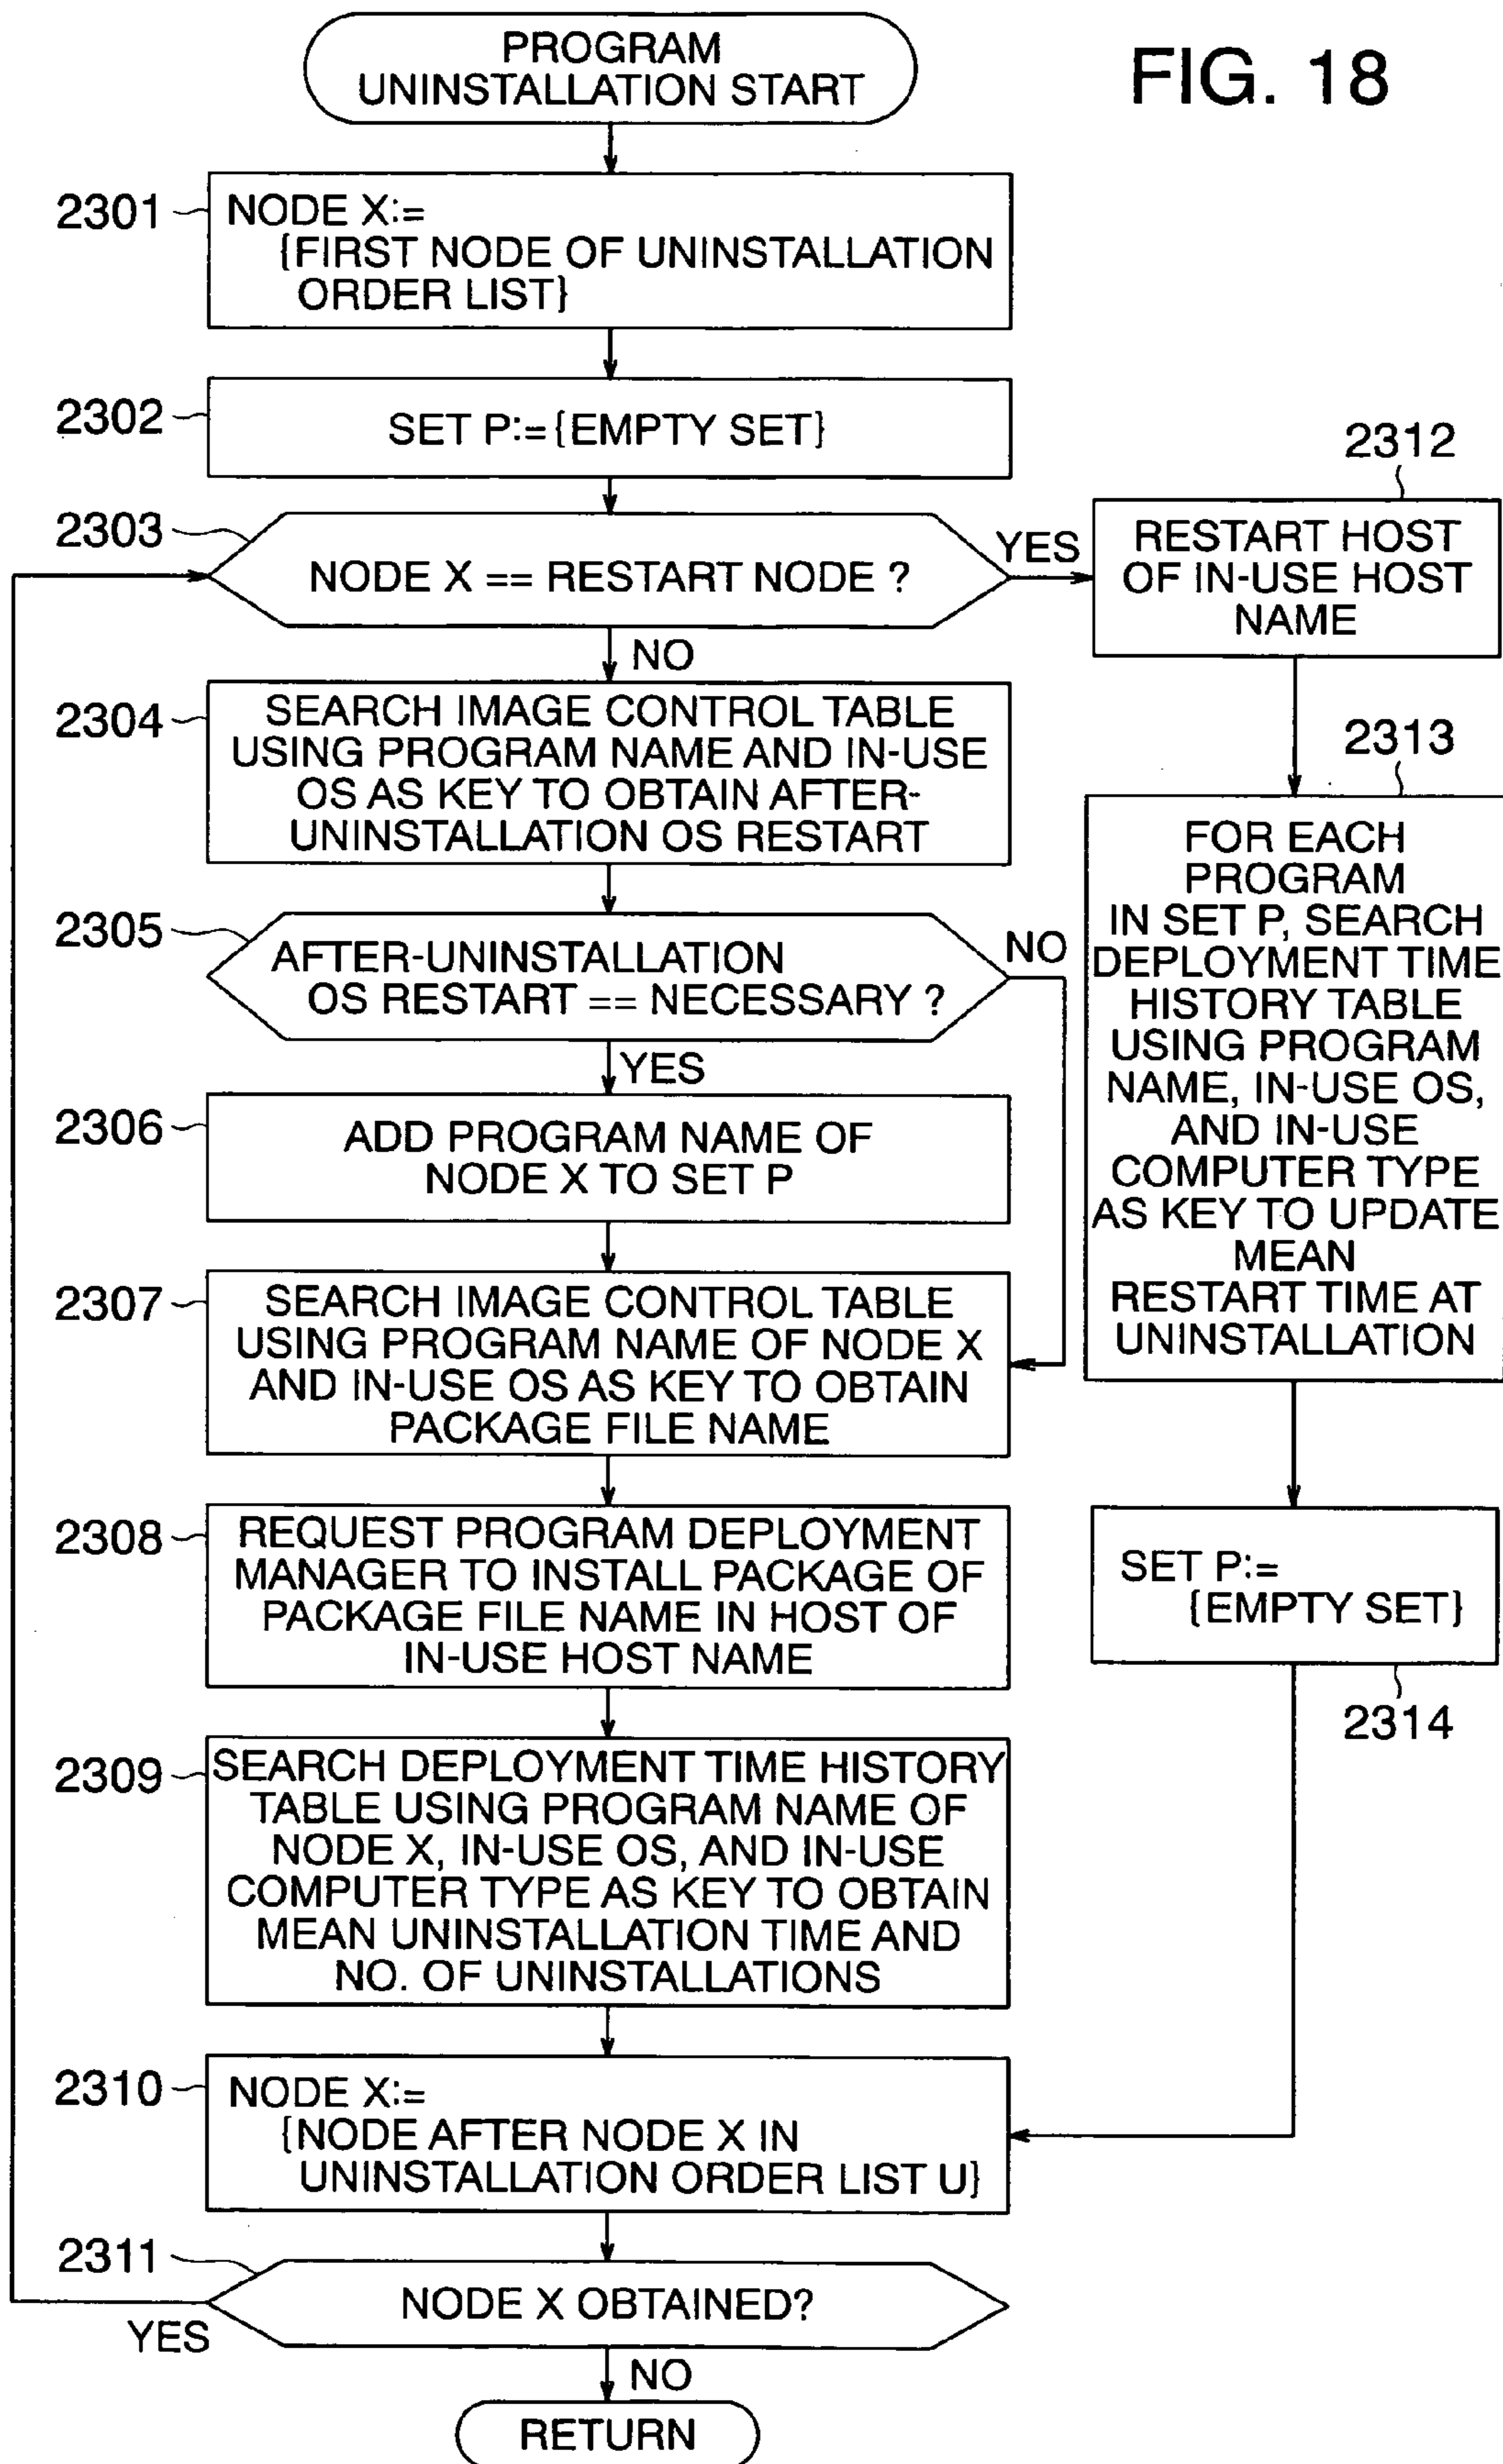 PROGRAM
UNINSTALLATION START
FIG. 18
2301
NODE X:=
{FIRST NODE OF UNINSTALLATION
ORDER LIST}
2302
SET P:={EMPTY SET}
2303
NODE X == RESTART NODE ?
YES
NO
2312
RESTART HOST
OF IN-USE HOST
NAME
2304
SEARCH IMAGE CONTROL TABLE
USING PROGRAM NAME AND IN-USE
OS AS KEY TO OBTAIN AFTER-
UNINSTALLATION OS RESTART
2313
FOR EACH
PROGRAM
IN SET P, SEARCH
DEPLOYMENT TIME
HISTORY TABLE
USING PROGRAM
NAME, IN-USE OS,
AND IN-USE
COMPUTER TYPE
AS KEY TO UPDATE
MEAN
RESTART TIME AT
UNINSTALLATION
2305
AFTER-UNINSTALLATION
OS RESTART == NECESSARY ?
NO
YES
2306
ADD PROGRAM NAME OF
NODE X TO SET P
2307
SEARCH IMAGE CONTROL TABLE
USING PROGRAM NAME OF NODE X
AND IN-USE OS AS KEY TO OBTAIN
PACKAGE FILE NAME
2308
REQUEST PROGRAM DEPLOYMENT
MANAGER TO INSTALL PACKAGE OF
PACKAGE FILE NAME IN HOST OF
IN-USE HOST NAME
SET P:=
{EMPTY SET}
2314
2309
SEARCH DEPLOYMENT TIME HISTORY
TABLE USING PROGRAM NAME OF
NODE X, IN-USE OS, AND IN-USE
COMPUTER TYPE AS KEY TO OBTAIN
MEAN UNINSTALLATION TIME AND
NO. OF UNINSTALLATIONS
2310
NODE X:=
{NODE AFTER NODE X IN
UNINSTALLATION ORDER LIST U}
2311
NODE X OBTAINED?
YES
NO
RETURN